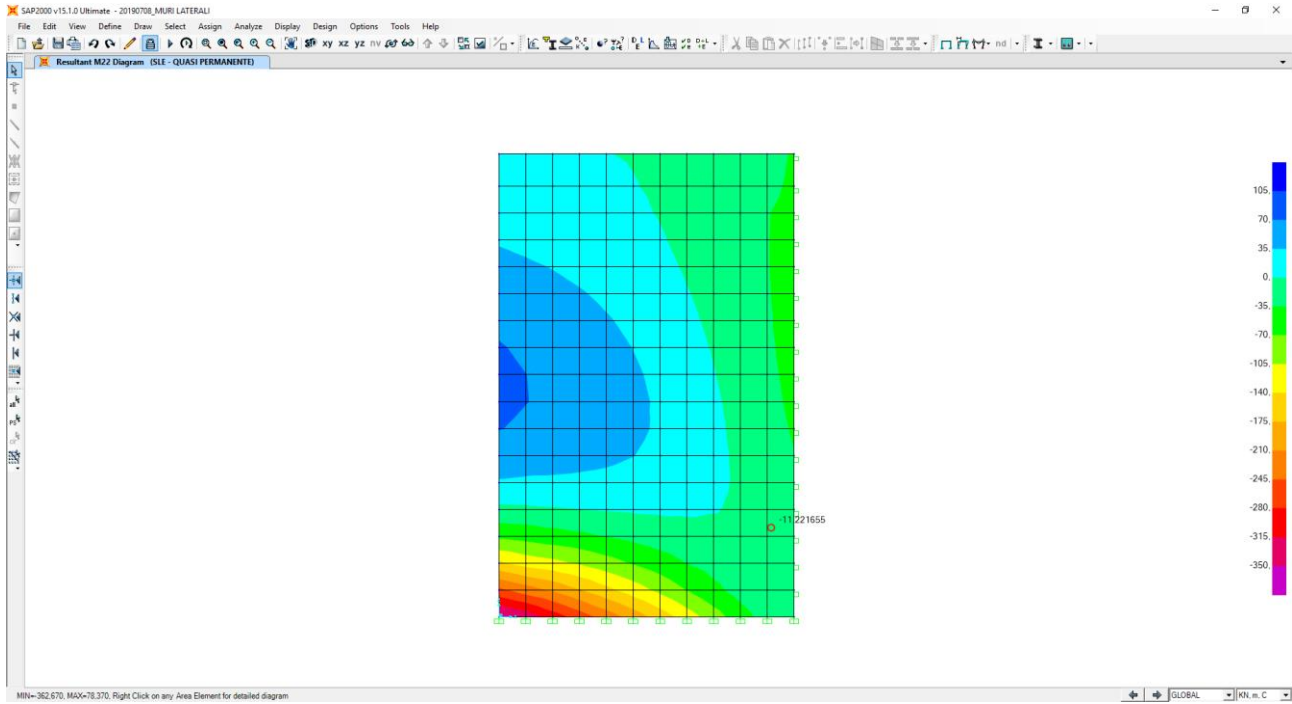 SAP2000 v15.1.0 Ultimate - 20190708_MURI LATERALI
File Edit View Define Draw Select Assign Analyze Display Design Options Tools Help
xy xz yz nv nd
Resultant M22 Diagram (SLE - QUASI PERMANENTE)
105,
70,
35,
0,
-35,
-70,
-105,
-140,
-175,
-210,
-245,
-280,
-315,
-350,
-11,221655
MIN=-362,670, MAX=78,370, Right Click on any Area Element for detailed diagram
GLOBAL KN, m, C